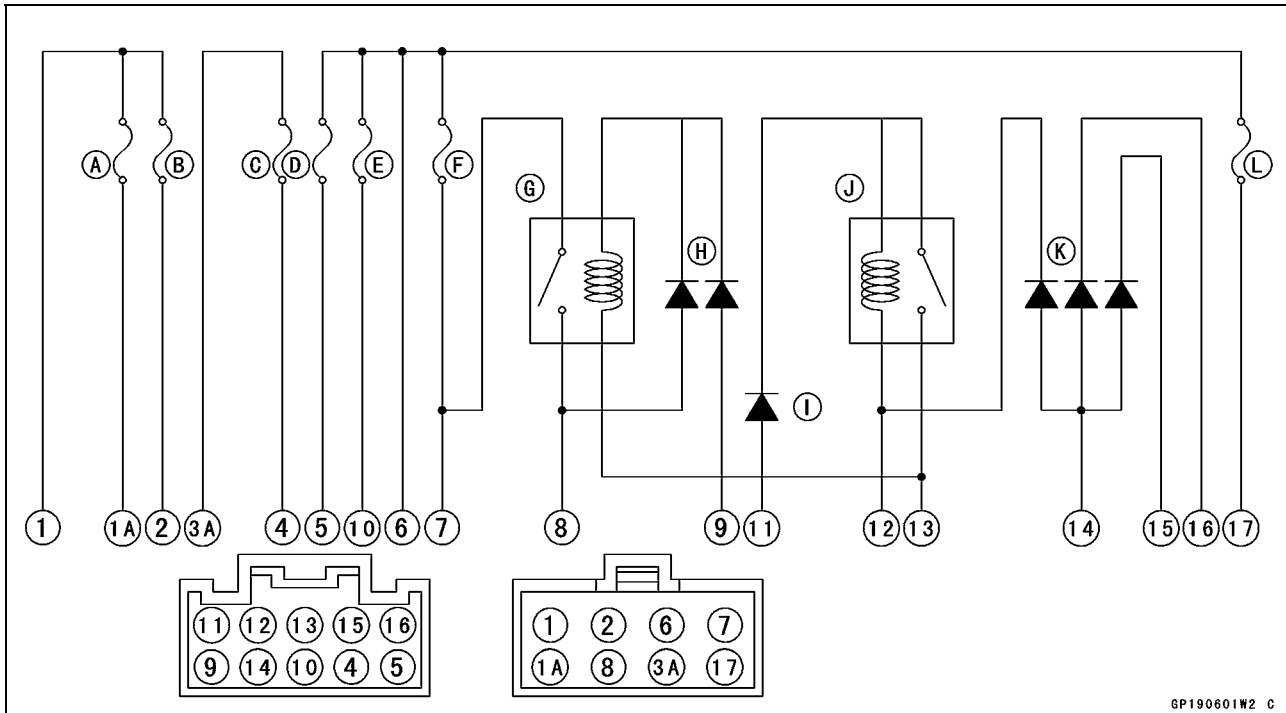 A B C D E F L
G J
H K
I
1 1A 2 3A 4 5 10 6 7 8 9 11 12 13 14 15 16 17
11 12 13 15 16
9 14 10 4 5
1 2 6 7
1A 8 3A 17
GP190601W2 C